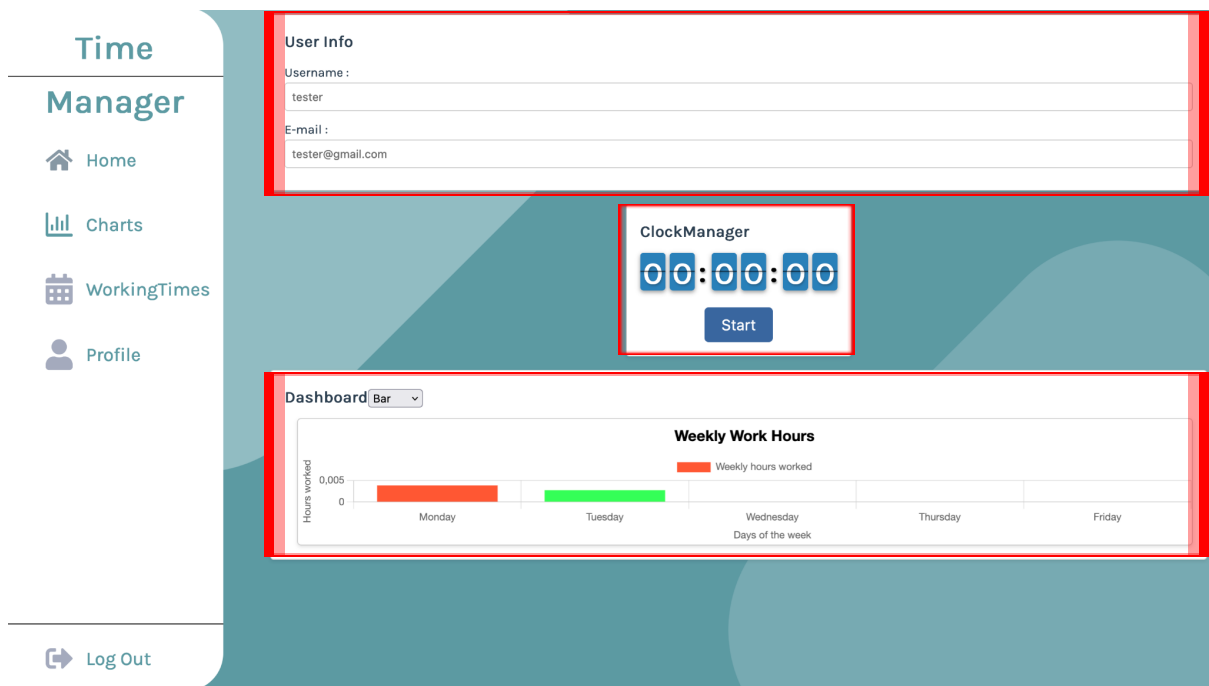 Time
Manager
Home
Charts
WorkingTimes
Profile
Log Out
User Info
Username :
tester
E-mail :
tester@gmail.com
ClockManager
00:00:00
Start
Dashboard Bar
Weekly Work Hours
Weekly hours worked
Hours worked
0,005
0
Monday Tuesday Wednesday Thursday Friday
Days of the week